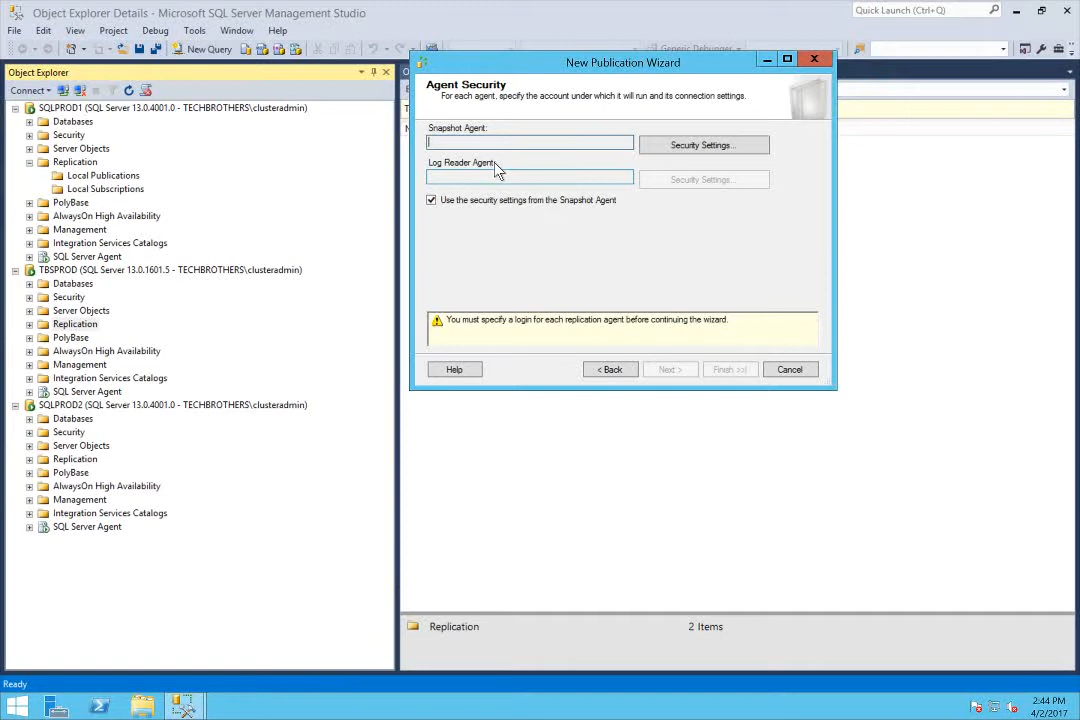 Object Explorer Details - Microsoft SQL Server Management Studio
Quick Launch (Ctrl+Q)
File Edit View Project Debug Tools Window Help
New Query
Generic Debugger
Object Explorer
Connect
SQLPROD1 (SQL Server 13.0.4001.0 - TECHBROTHERS\clusteradmin)
Databases
Security
Server Objects
Replication
Local Publications
Local Subscriptions
PolyBase
AlwaysOn High Availability
Management
Integration Services Catalogs
SQL Server Agent
TBSPROD (SQL Server 13.0.1601.5 - TECHBROTHERS\clusteradmin)
Databases
Security
Server Objects
Replication
PolyBase
AlwaysOn High Availability
Management
Integration Services Catalogs
SQL Server Agent
SQLPROD2 (SQL Server 13.0.4001.0 - TECHBROTHERS\clusteradmin)
Databases
Security
Server Objects
Replication
PolyBase
AlwaysOn High Availability
Management
Integration Services Catalogs
SQL Server Agent
New Publication Wizard
Agent Security
For each agent, specify the account under which it will run and its connection settings.
Snapshot Agent:
Security Settings...
Log Reader Agent:
Security Settings...
Use the security settings from the Snapshot Agent
You must specify a login for each replication agent before continuing the wizard.
Help
< Back
Next >
Finish >>|
Cancel
Replication
2 Items
Ready
2:44 PM
4/2/2017